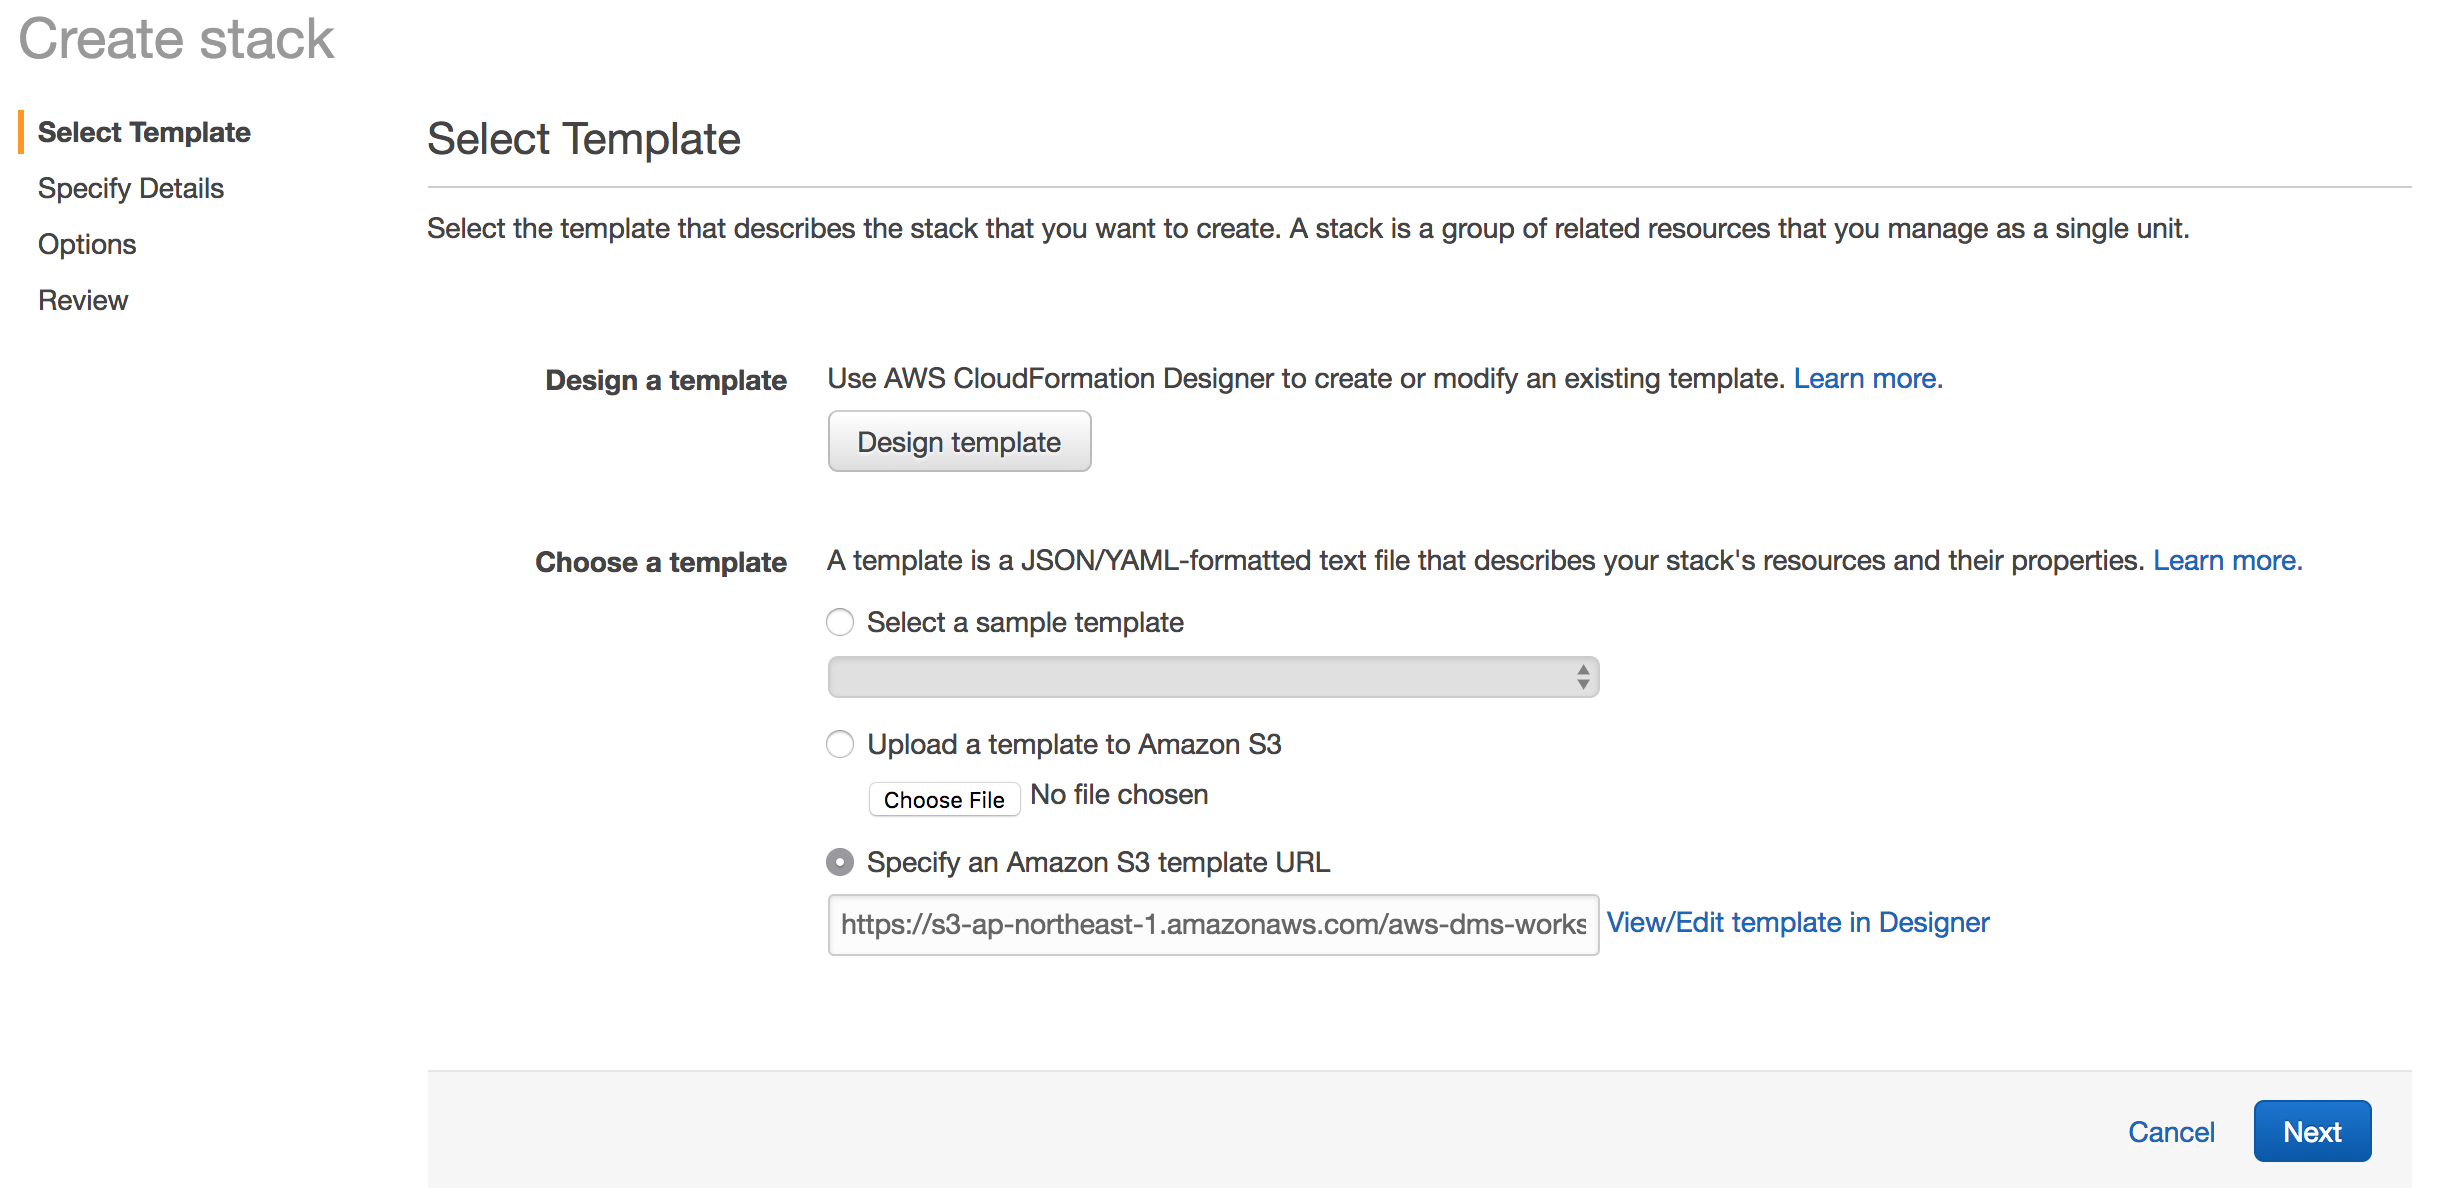 Create stack
Select Template
Specify Details
Options
Review
Select Template
Select the template that describes the stack that you want to create. A stack is a group of related resources that you manage as a single unit.
Design a template
Use AWS CloudFormation Designer to create or modify an existing template. Learn more.
Design template
Choose a template
A template is a JSON/YAML-formatted text file that describes your stack's resources and their properties. Learn more.
Select a sample template
Upload a template to Amazon S3
Choose File No file chosen
Specify an Amazon S3 template URL
https://s3-ap-northeast-1.amazonaws.com/aws-dms-works View/Edit template in Designer
Cancel Next